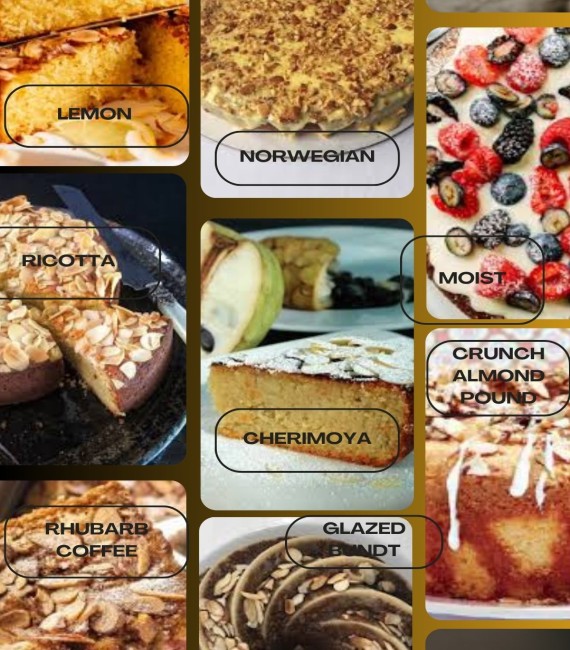 LEMON
NORWEGIAN
RICOTTA
MOIST
CRUNCH
ALMOND
POUND
CHERIMOYA
RHUBARB
COFFEE
GLAZED
BUNDT